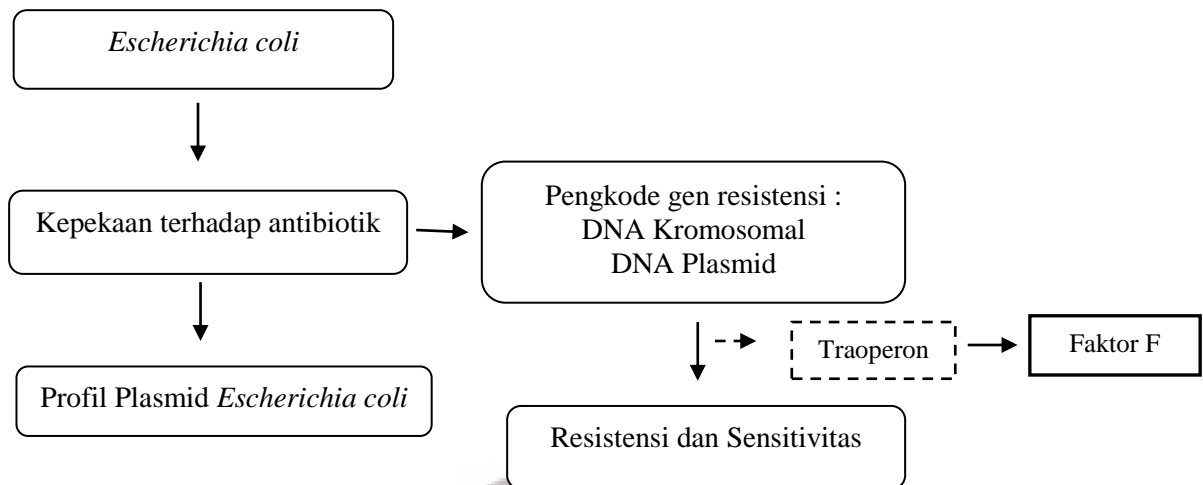 Escherichia coli
Kepekaan terhadap antibiotik
Pengkode gen resistensi :
DNA Kromosomal
DNA Plasmid
Traoperon
Faktor F
Profil Plasmid Escherichia coli
Resistensi dan Sensitivitas